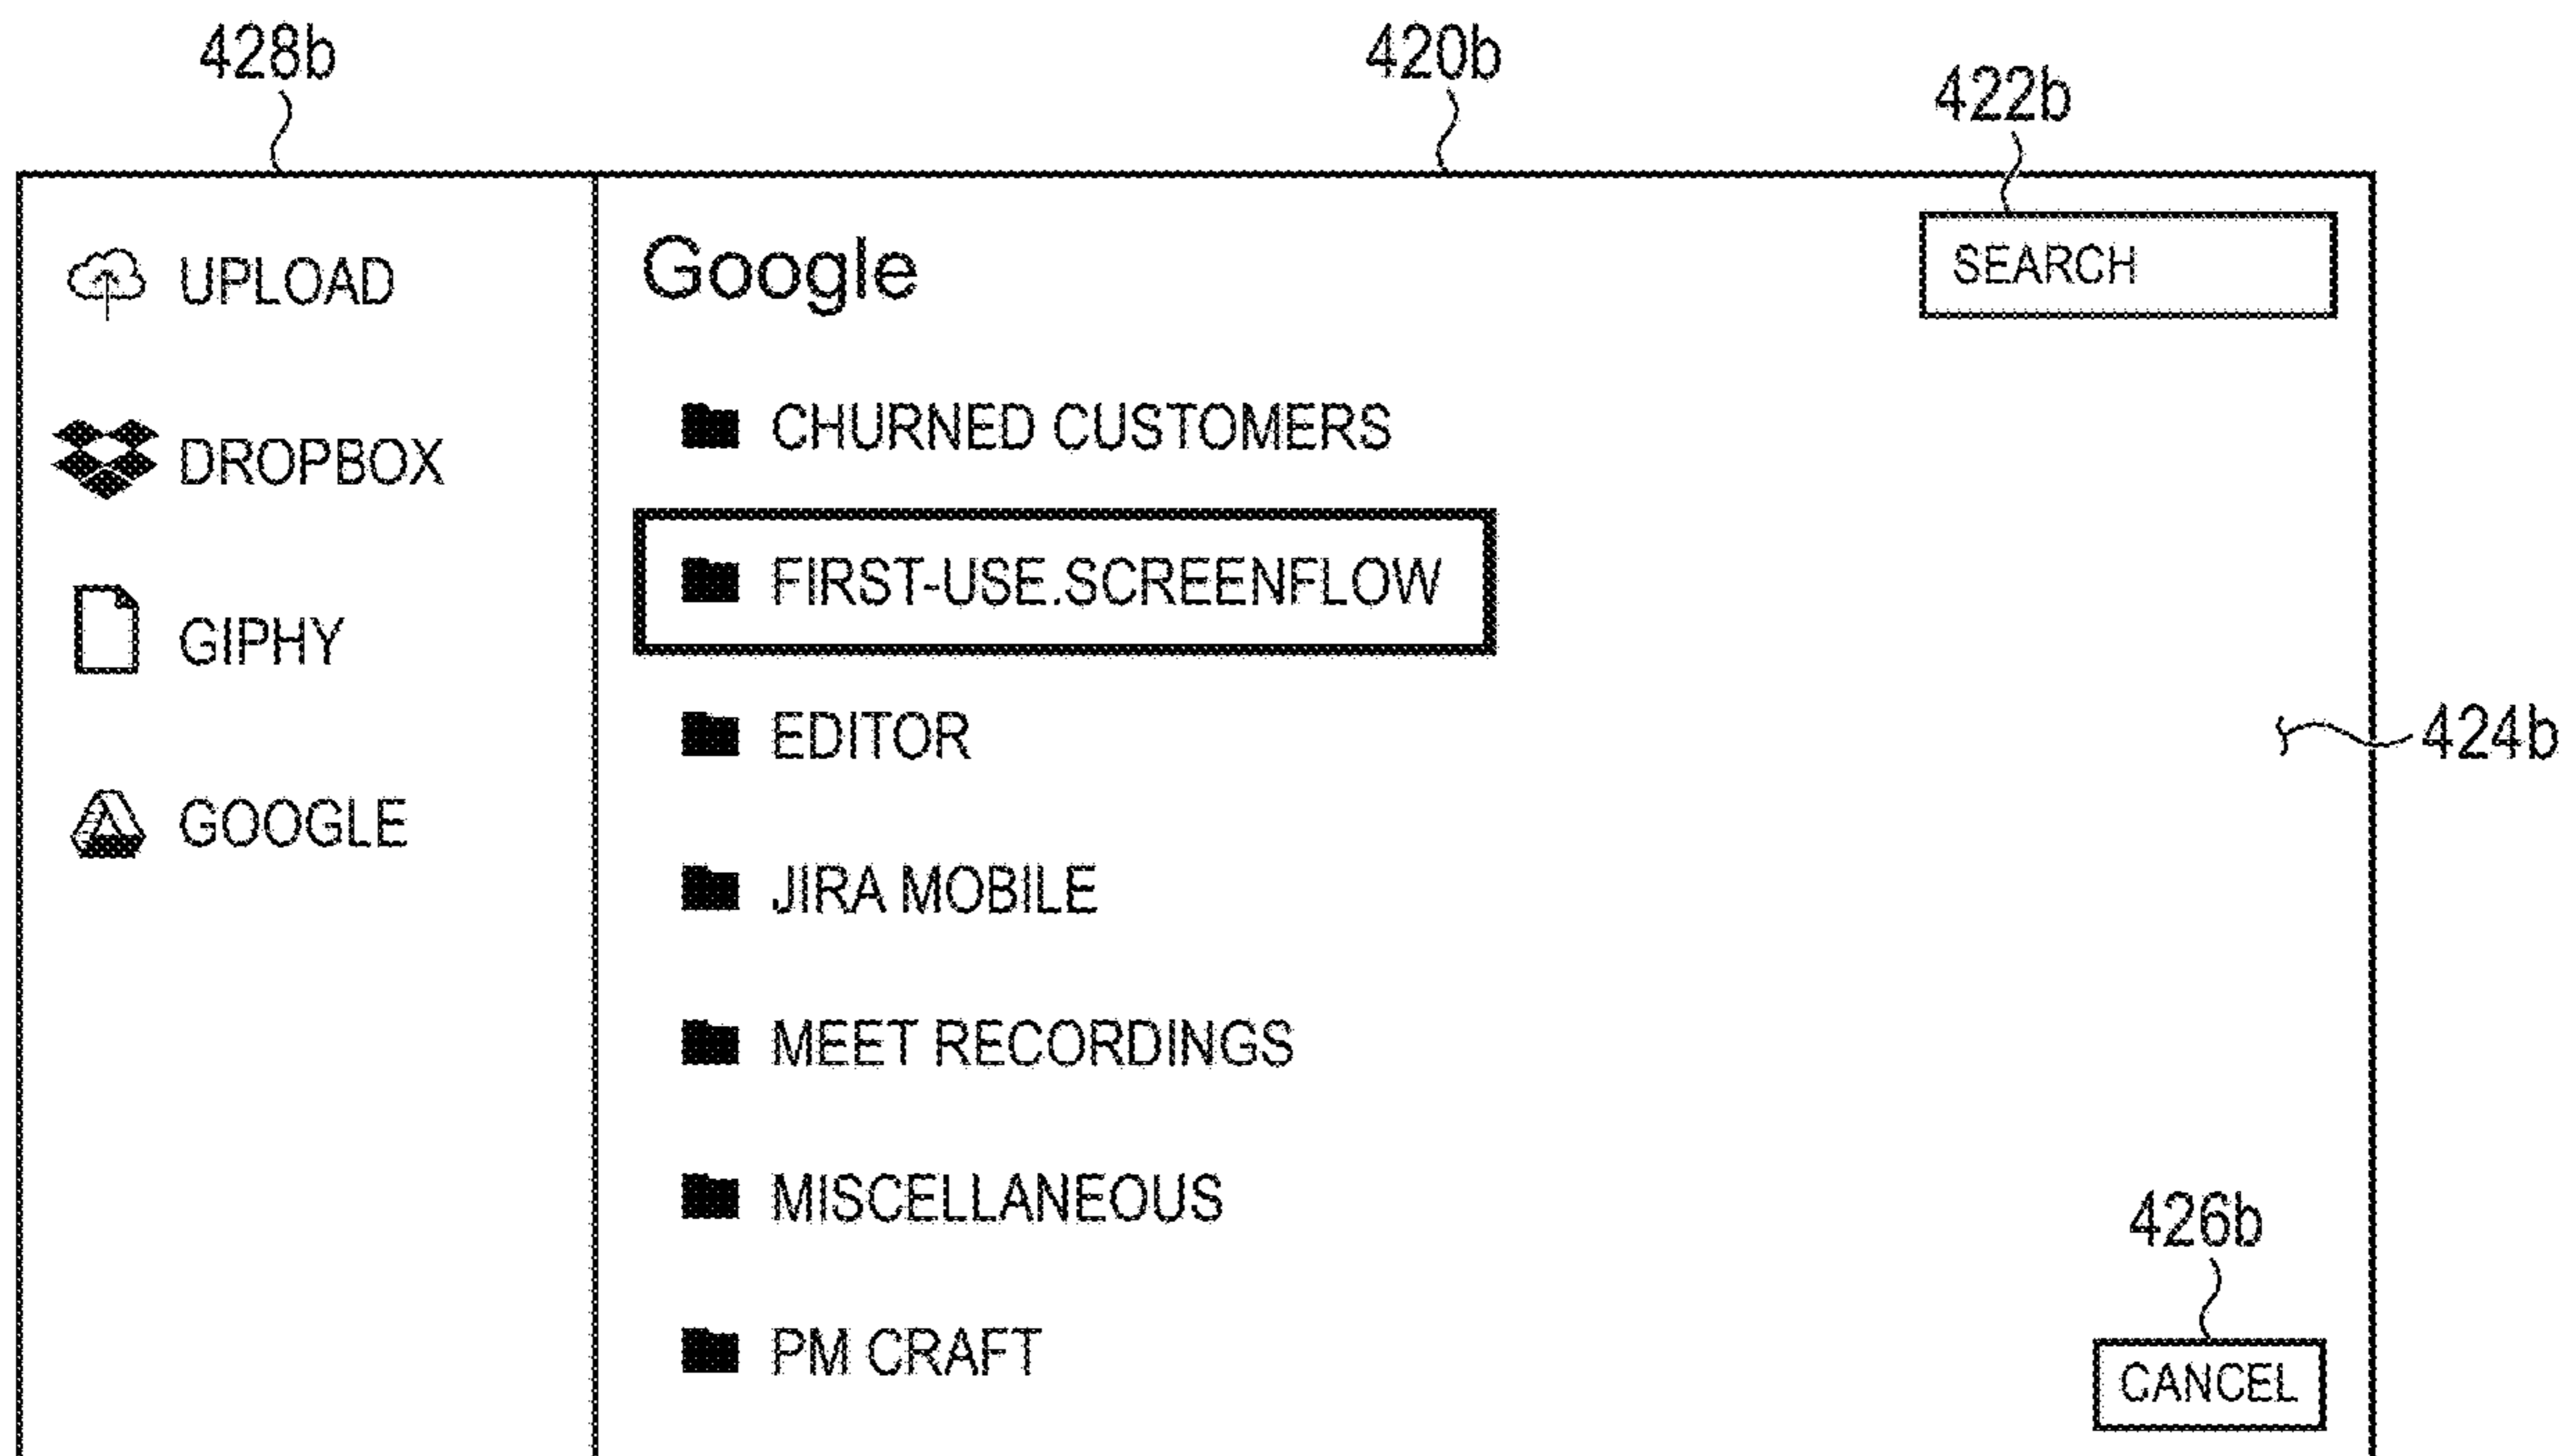 428b
420b
422b
UPLOAD
DROPBOX
GIPHY
GOOGLE
Google
SEARCH
CHURNED CUSTOMERS
FIRST-USE.SCREENFLOW
EDITOR
JIRA MOBILE
MEET RECORDINGS
MISCELLANEOUS
PM CRAFT
424b
426b
CANCEL